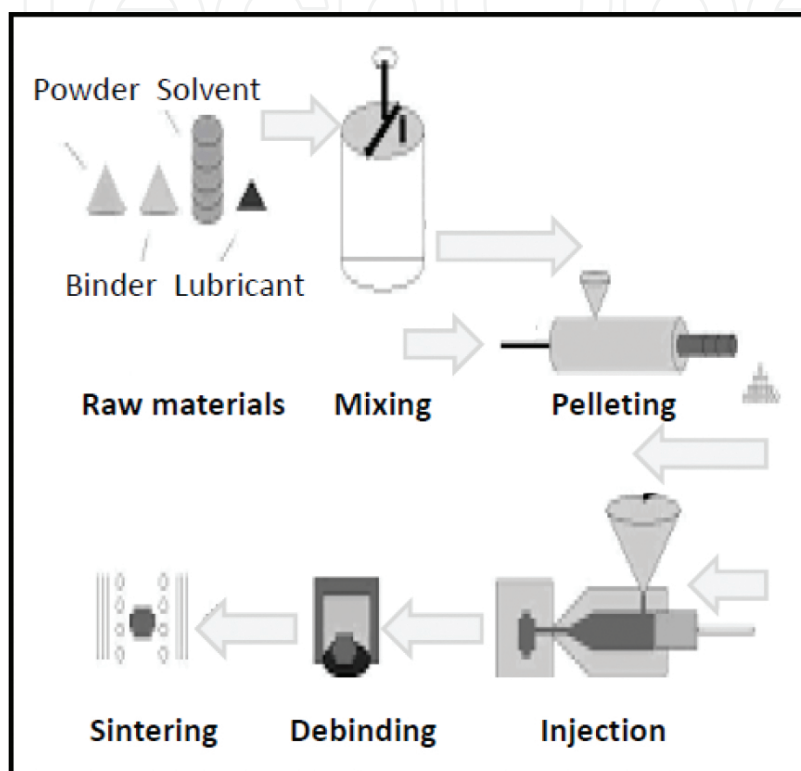 Powder Solvent
Binder Lubricant
Raw materials Mixing Pelleting
Sintering Debinding Injection